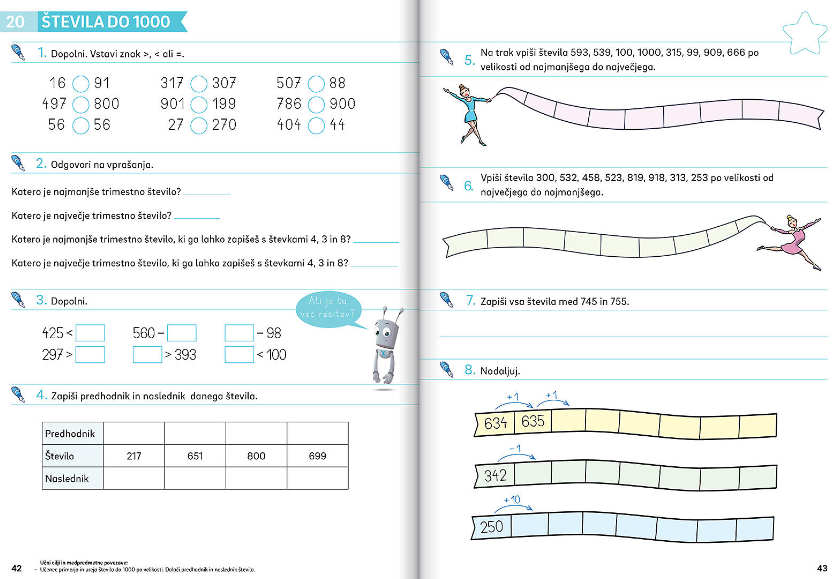 20 ŠTEVILA DO 1000
1. Dopolni. Vstavi znak >, < ali =.
16 91 317 307 507 88
497 800 901 199 786 900
56 56 27 270 404 44
2. Odgovori na vprašanja.
Katero je najmanjše trimestno število?
Katero je največje trimestno število?
Katero je najmanjše trimestno število, ki ga lahko zapišeš s števkami 4, 3 in 8?
Katero je največje trimestno število, ki ga lahko zapišeš s števkami 4, 3 in 8?
3. Dopolni.
Ali je tu
več rešitev?
425 < 560 = = 98
297 > > 393 < 100
4. Zapiši predhodnik in naslednik danega števila.
Predhodnik
Število 217 651 800 699
Naslednik
42
Učni cilji in medpredmetne povezave:
– Učenec primerja in ureja števila do 1000 po velikosti. Določi predhodnik in naslednik števila.
5. Na trak vpiši števila 593, 539, 100, 1000, 315, 99, 909, 666 po
velikosti od najmanjšega do največjega.
6. Vpiši števila 300, 532, 458, 523, 819, 918, 313, 253 po velikosti od
največjega do najmanjšega.
7. Zapiši vsa števila med 745 in 755.
8. Nadaljuj.
+1 +1
634 635
-1
342
+10
250
43